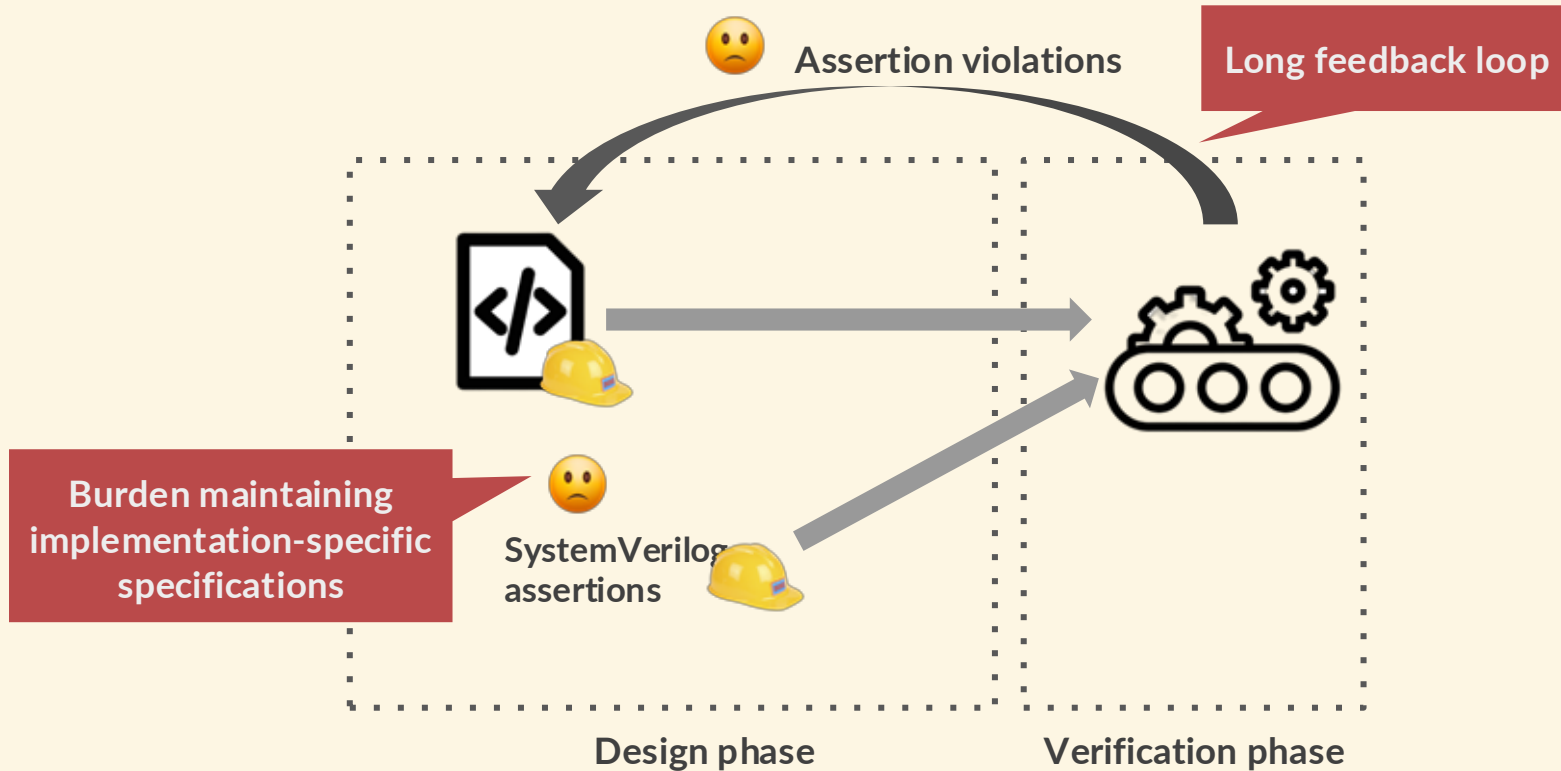 Assertion violations
Long feedback loop
</>
Burden maintaining
implementation-specific
specifications
SystemVerilog
assertions
Design phase
Verification phase